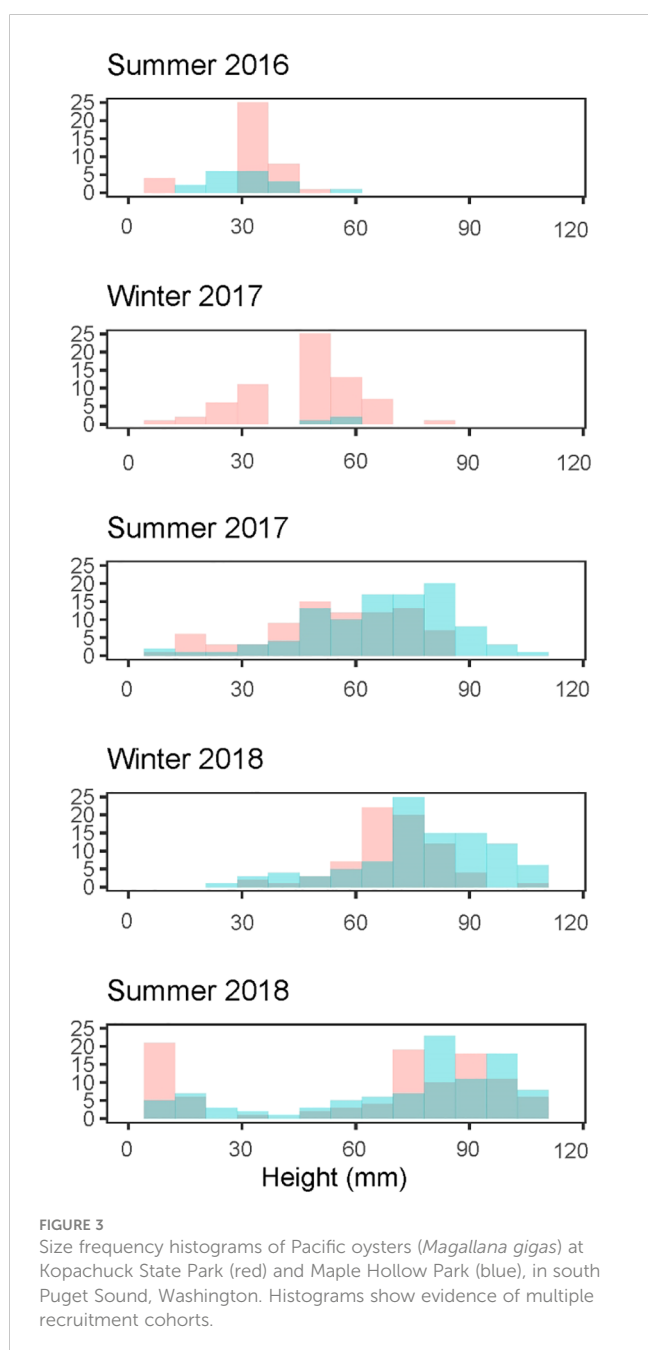 Summer 2016
25
20
15
10
5
0
0 30 60 90 120
Winter 2017
25
20
15
10
5
0
0 30 60 90 120
Summer 2017
25
20
15
10
5
0
0 30 60 90 120
Winter 2018
25
20
15
10
5
0
0 30 60 90 120
Summer 2018
25
20
15
10
5
0
0 30 60 90 120
Height (mm)
FIGURE 3
Size frequency histograms of Pacific oysters (Magallana gigas) at
Kopachuck State Park (red) and Maple Hollow Park (blue), in south
Puget Sound, Washington. Histograms show evidence of multiple
recruitment cohorts.